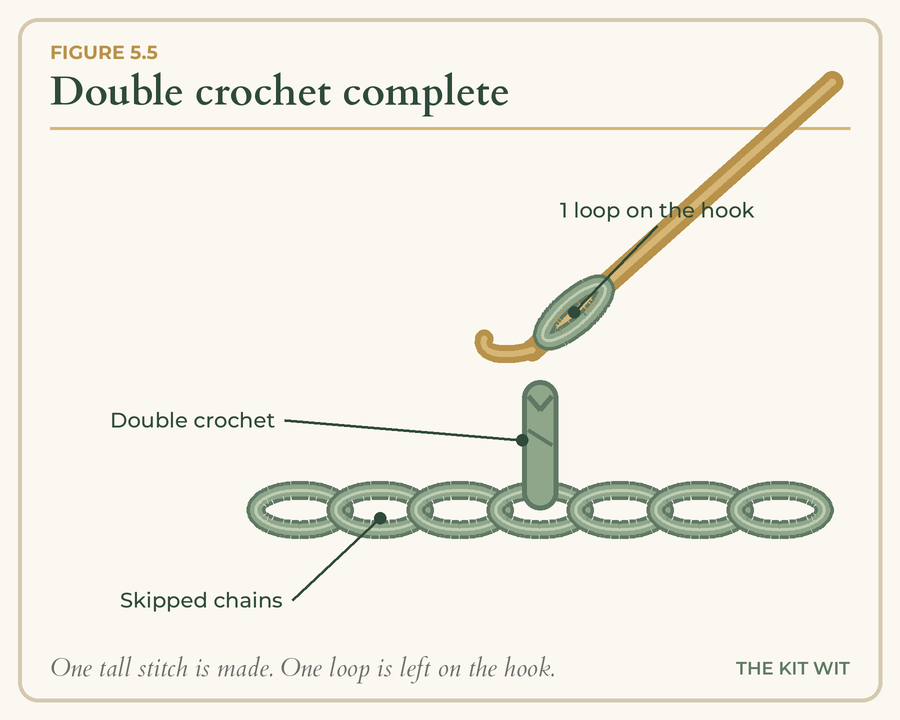 FIGURE 5.5
Double crochet complete
1 loop on the hook
Double crochet
Skipped chains
One tall stitch is made. One loop is left on the hook.
THE KIT WIT